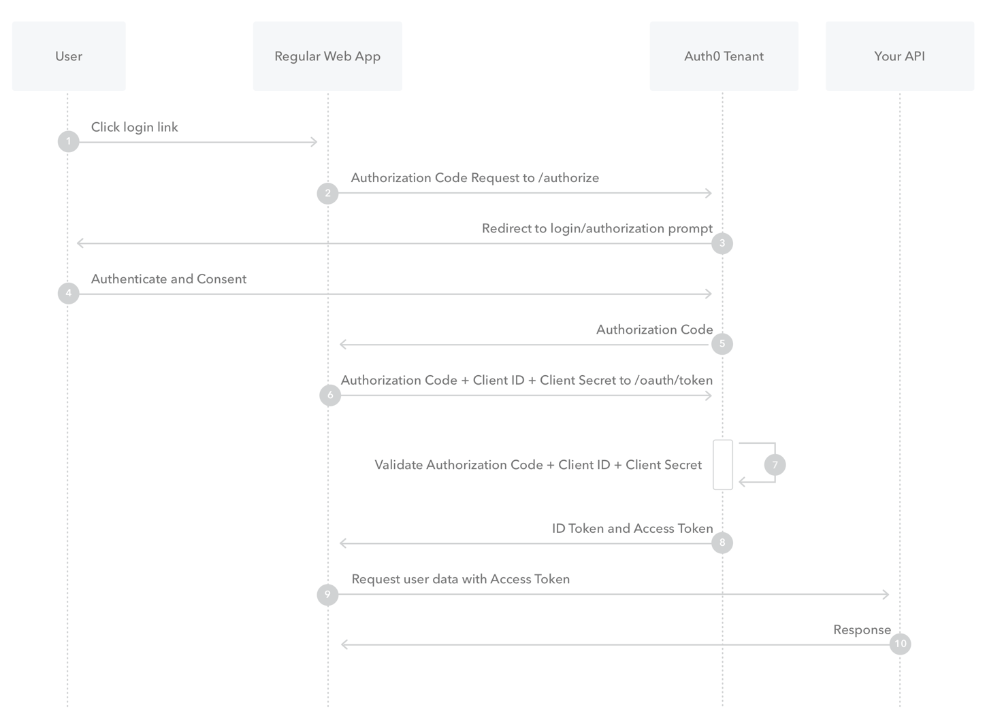 User
Regular Web App
Auth0 Tenant
Your API
Click login link
1
Authorization Code Request to /authorize
2
Redirect to login/authorization prompt
3
Authenticate and Consent
4
Authorization Code
5
Authorization Code + Client ID + Client Secret to /oauth/token
6
Validate Authorization Code + Client ID + Client Secret
7
ID Token and Access Token
8
Request user data with Access Token
9
Response
10